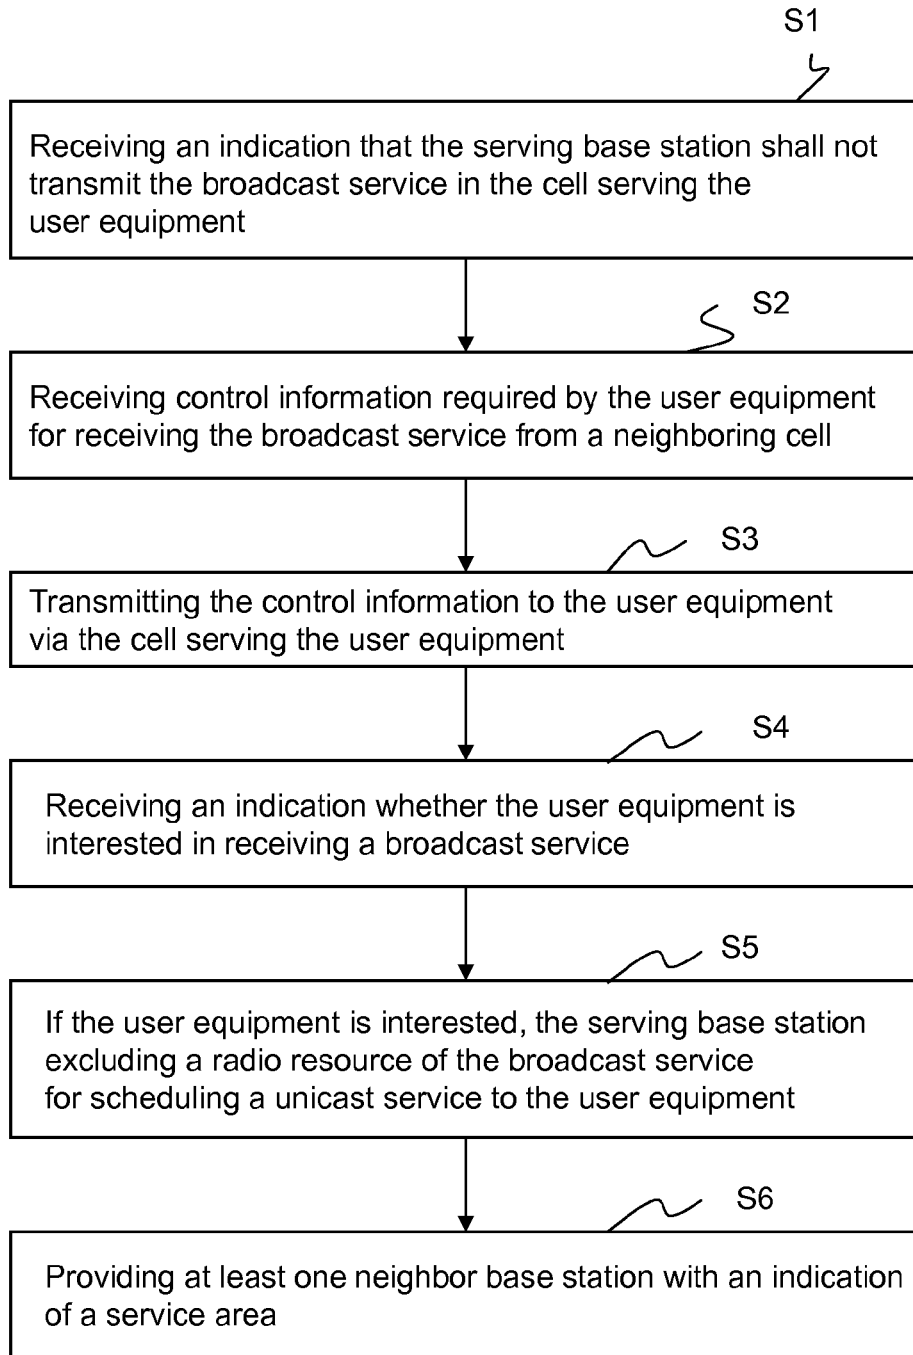 S1
Receiving an indication that the serving base station shall not
transmit the broadcast service in the cell serving the
user equipment
S2
Receiving control information required by the user equipment
for receiving the broadcast service from a neighboring cell
S3
Transmitting the control information to the user equipment
via the cell serving the user equipment
S4
Receiving an indication whether the user equipment is
interested in receiving a broadcast service
S5
If the user equipment is interested, the serving base station
excluding a radio resource of the broadcast service
for scheduling a unicast service to the user equipment
S6
Providing at least one neighbor base station with an indication
of a service area